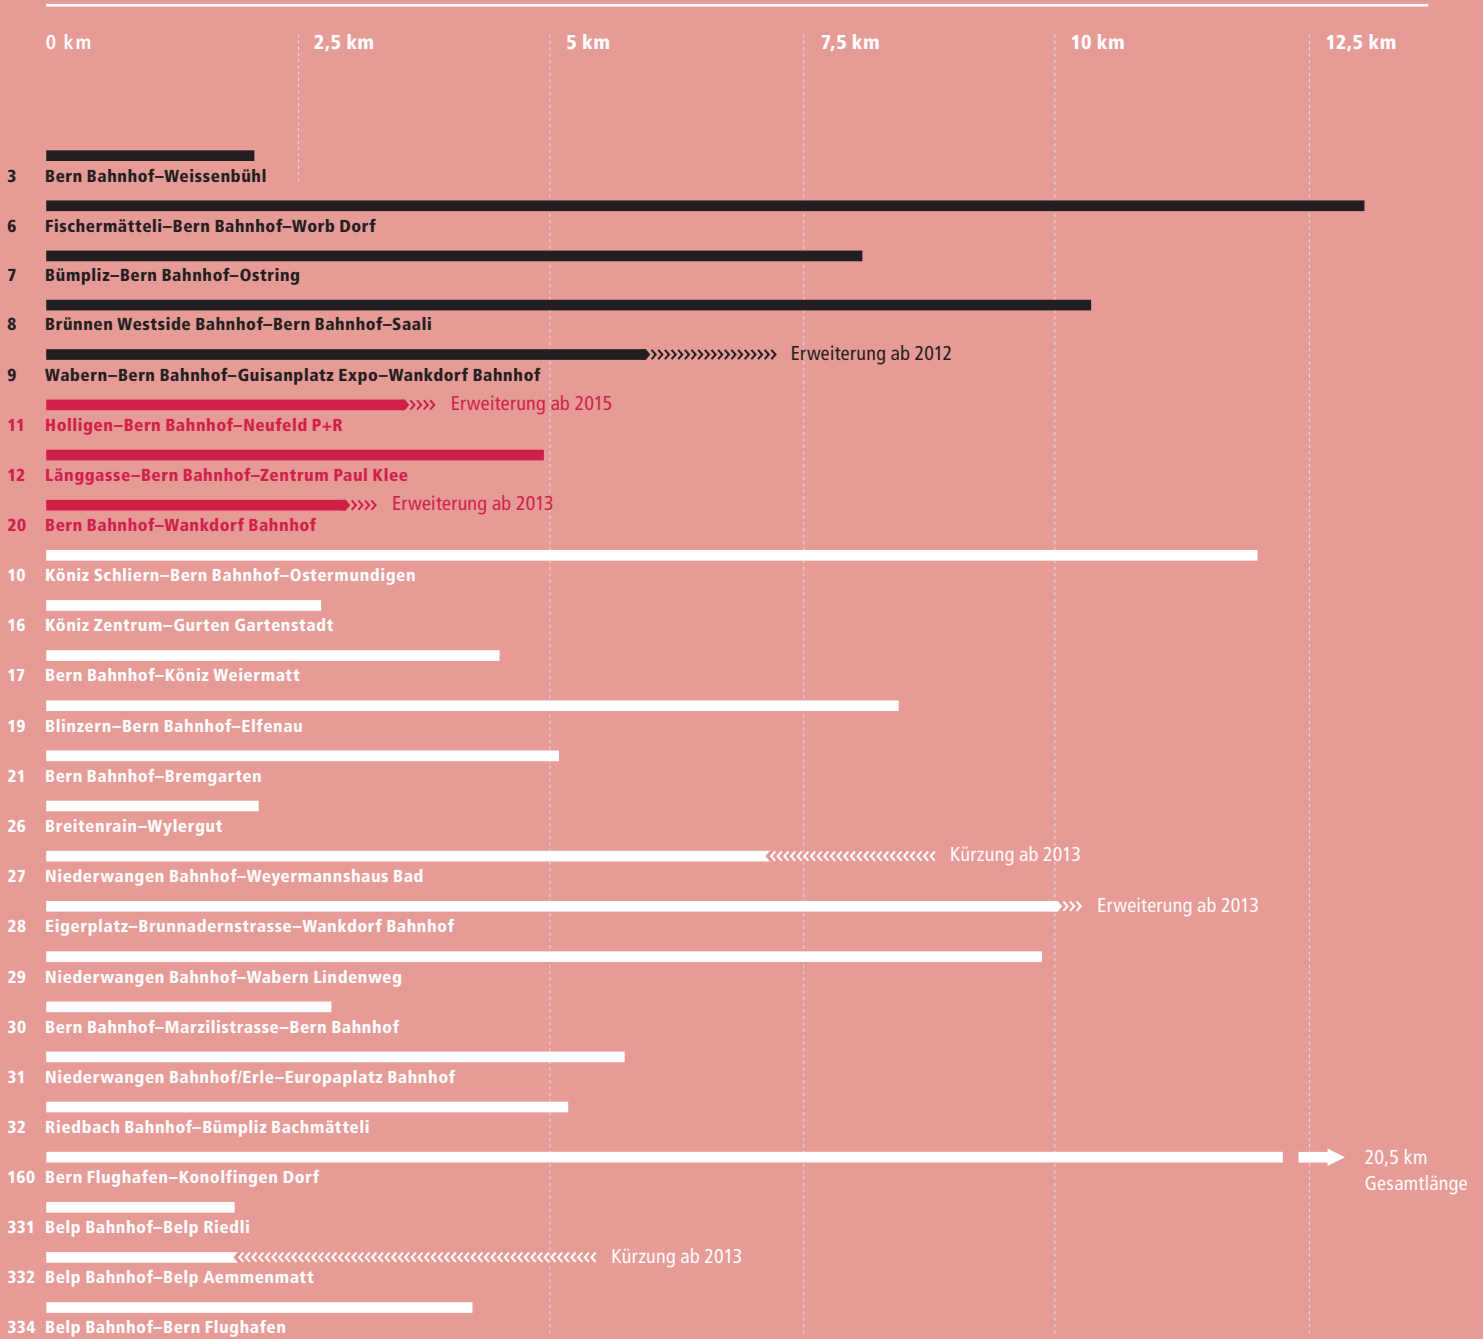 0 km 2,5 km 5 km 7,5 km 10 km 12,5 km
3 Bern Bahnhof–Weissenbühl
6 Fischermätteli–Bern Bahnhof–Worb Dorf
7 Bümpliz–Bern Bahnhof–Ostring
8 Brünnen Westside Bahnhof–Bern Bahnhof–Saali
Erweiterung ab 2012
9 Wabern–Bern Bahnhof–Guisanplatz Expo–Wankdorf Bahnhof
Erweiterung ab 2015
11 Holligen–Bern Bahnhof–Neufeld P+R
12 Länggasse–Bern Bahnhof–Zentrum Paul Klee
Erweiterung ab 2013
20 Bern Bahnhof–Wankdorf Bahnhof
10 Köniz Schliern–Bern Bahnhof–Ostermundigen
16 Köniz Zentrum–Gurten Gartenstadt
17 Bern Bahnhof–Köniz Weiermatt
19 Blinzern–Bern Bahnhof–Elfenau
21 Bern Bahnhof–Bremgarten
26 Breitenrain–Wylergut
Kürzung ab 2013
27 Niederwangen Bahnhof–Weyermannshaus Bad
Erweiterung ab 2013
28 Eigerplatz–Brunnadernstrasse–Wankdorf Bahnhof
29 Niederwangen Bahnhof–Wabern Lindenweg
30 Bern Bahnhof–Marzilistrasse–Bern Bahnhof
31 Niederwangen Bahnhof/Erle–Europaplatz Bahnhof
32 Riedbach Bahnhof–Bümpliz Bachmätteli
20,5 km
Gesamtlänge
160 Bern Flughafen–Konolfingen Dorf
331 Belp Bahnhof–Belp Riedli
Kürzung ab 2013
332 Belp Bahnhof–Belp Aemmenmatt
334 Belp Bahnhof–Bern Flughafen